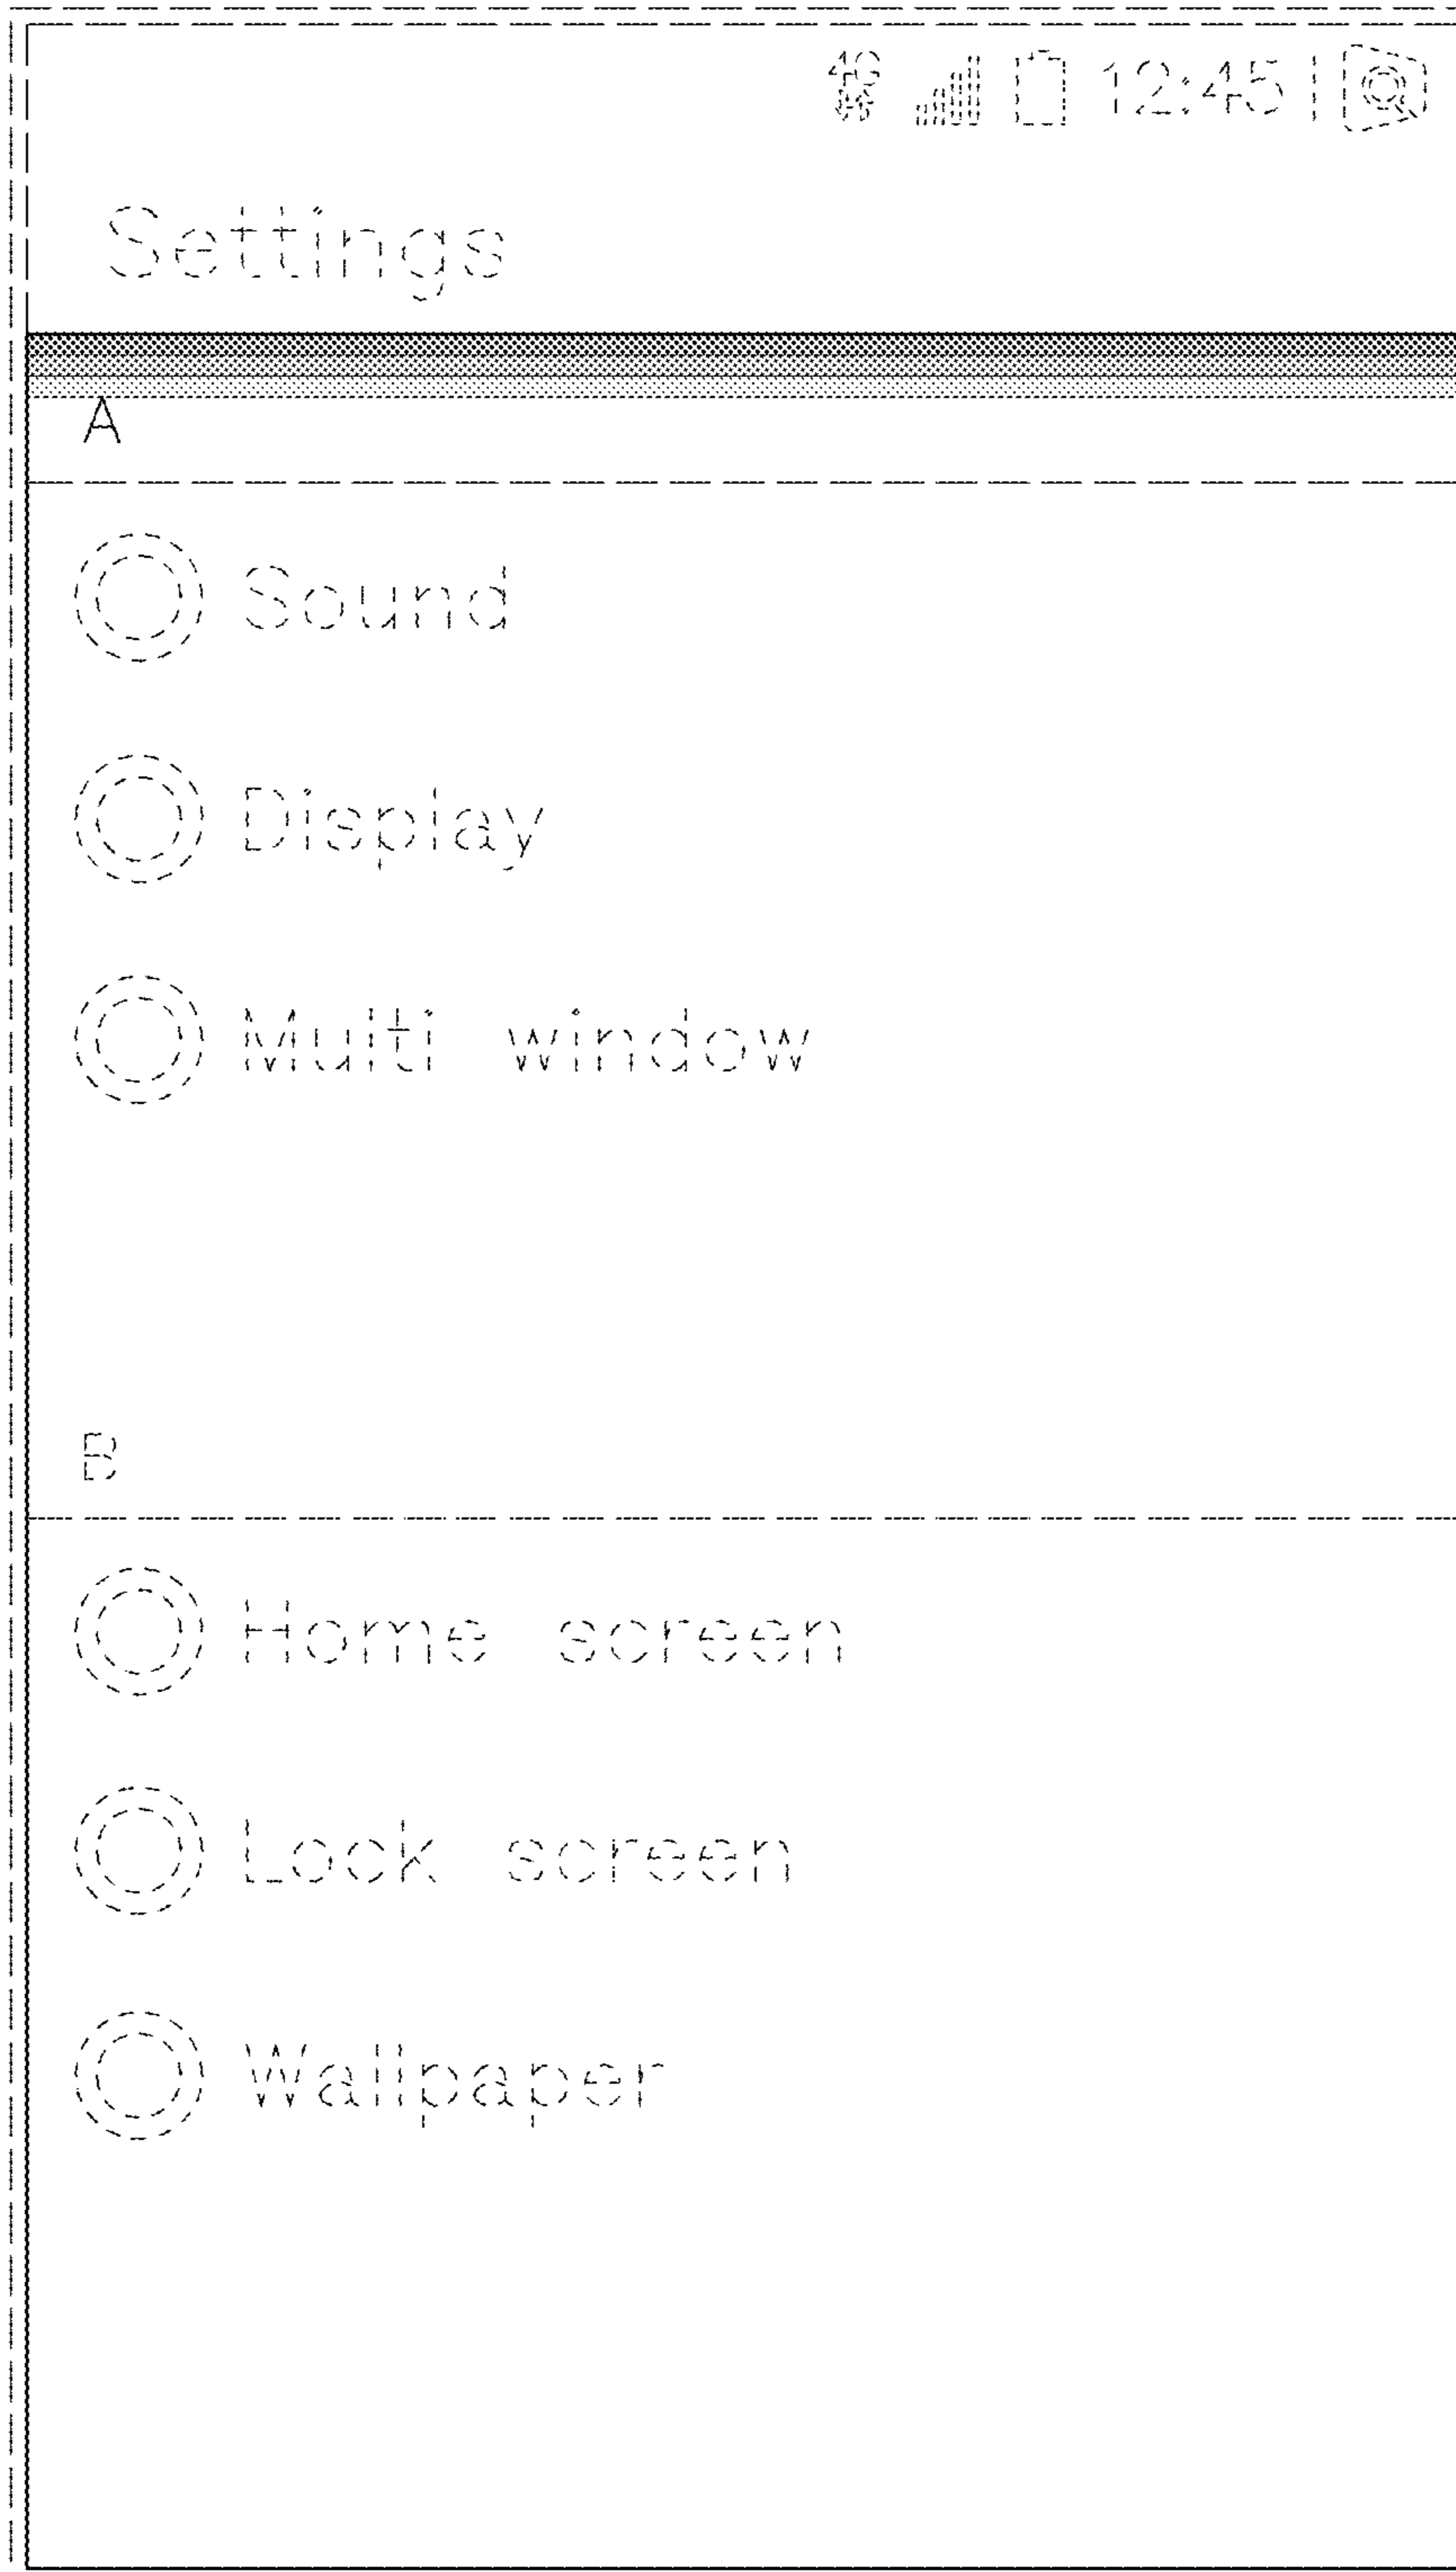 4G 12:45
Settings
A
Sound
Display
Multi window
B
Home screen
Lock screen
Wallpaper